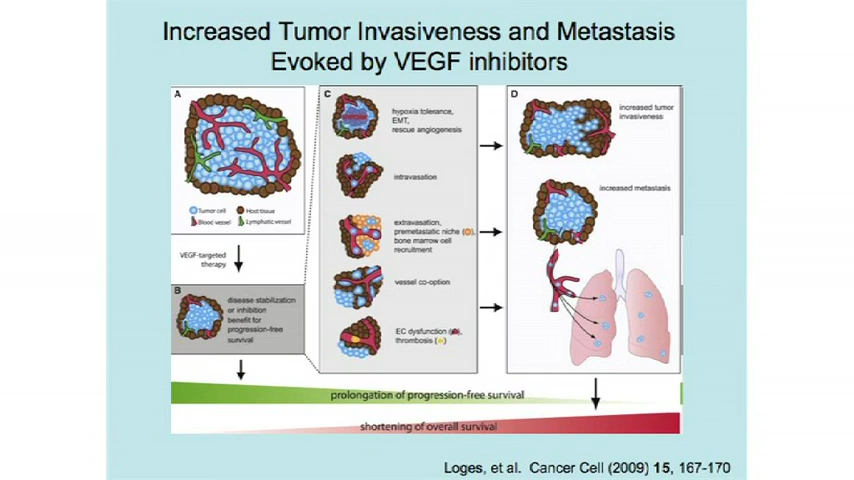 Increased Tumor Invasiveness and Metastasis
Evoked by VEGF inhibitors
A
Tumor cell
Host tissue
Blood vessel
Lymphatic vessel
VEGF-targeted
therapy
B
disease stabilization
or inhibition
benefit for
progression-free
survival
C
hypoxia tolerance,
EMT,
rescue angiogenesis
intravasation
extravasation,
premetastatic niche ( ),
bone marrow cell
recruitment
vessel co-option
EC dysfunction ( ),
thrombosis ( )
D
increased tumor
invasiveness
increased metastasis
prolongation of progression-free survival
shortening of overall survival
Loges, et al. Cancer Cell (2009) 15, 167-170